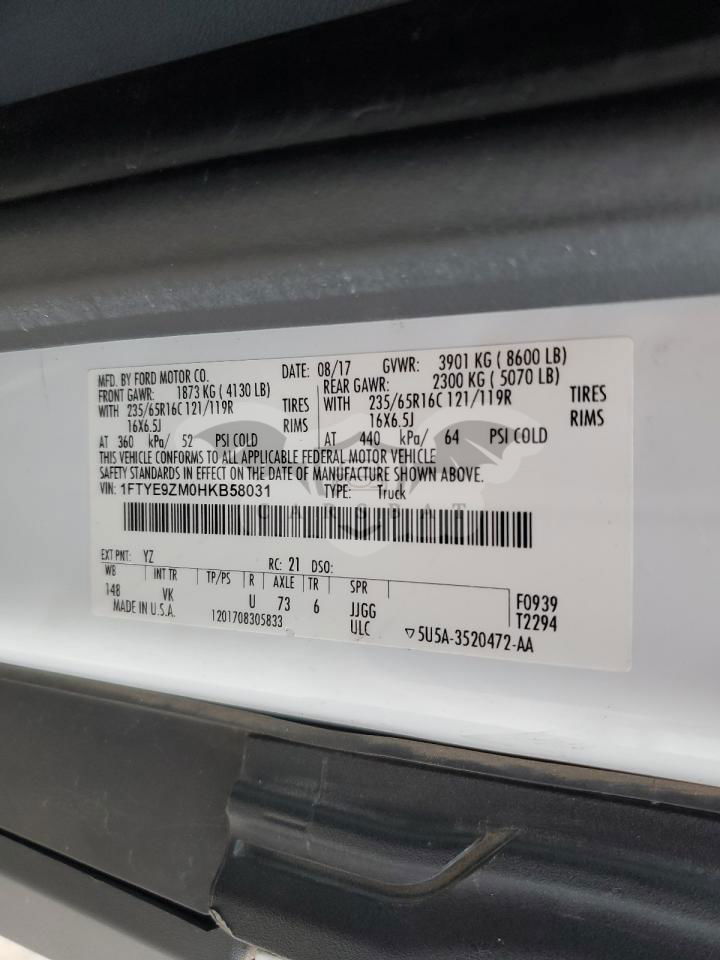 MFD. BY FORD MOTOR CO. DATE: 08/17 GVWR: 3901 KG ( 8600 LB)
FRONT GAWR: 1873 KG ( 4130 LB) REAR GAWR: 2300 KG ( 5070 LB)
WITH 235/65R16C 121/119R TIRES WITH 235/65R16C 121/119R TIRES
16X6.5J RIMS 16X6.5J RIMS
AT 360 kPa/ 52 PSI COLD AT 440 kPa/ 64 PSI COLD
THIS VEHICLE CONFORMS TO ALL APPLICABLE FEDERAL MOTOR VEHICLE
SAFETY STANDARDS IN EFFECT ON THE DATE OF MANUFACTURE SHOWN ABOVE.
VIN: 1FTYE9ZM0HKB58031 TYPE: Truck
CARSBAT
EXT PNT: YZ RC: 21 DSO:
WB INT TR TP/PS R AXLE TR SPR
148 VK U 73 6 JJGG F0939
MADE IN U.S.A. 1201708305833 ULC T2294
▽5U5A-3520472-AA